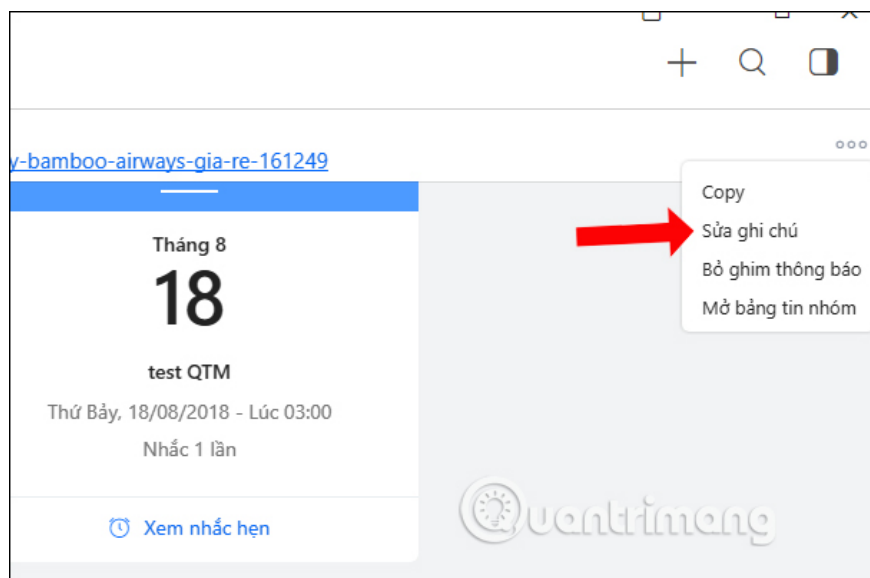 y-bamboo-airways-gia-re-161249
Copy
Sửa ghi chú
Bỏ ghim thông báo
Mở bảng tin nhóm
Tháng 8
18
test QTM
Thứ Bảy, 18/08/2018 - Lúc 03:00
Nhắc 1 lần
Xem nhắc hẹn
Quantrimang